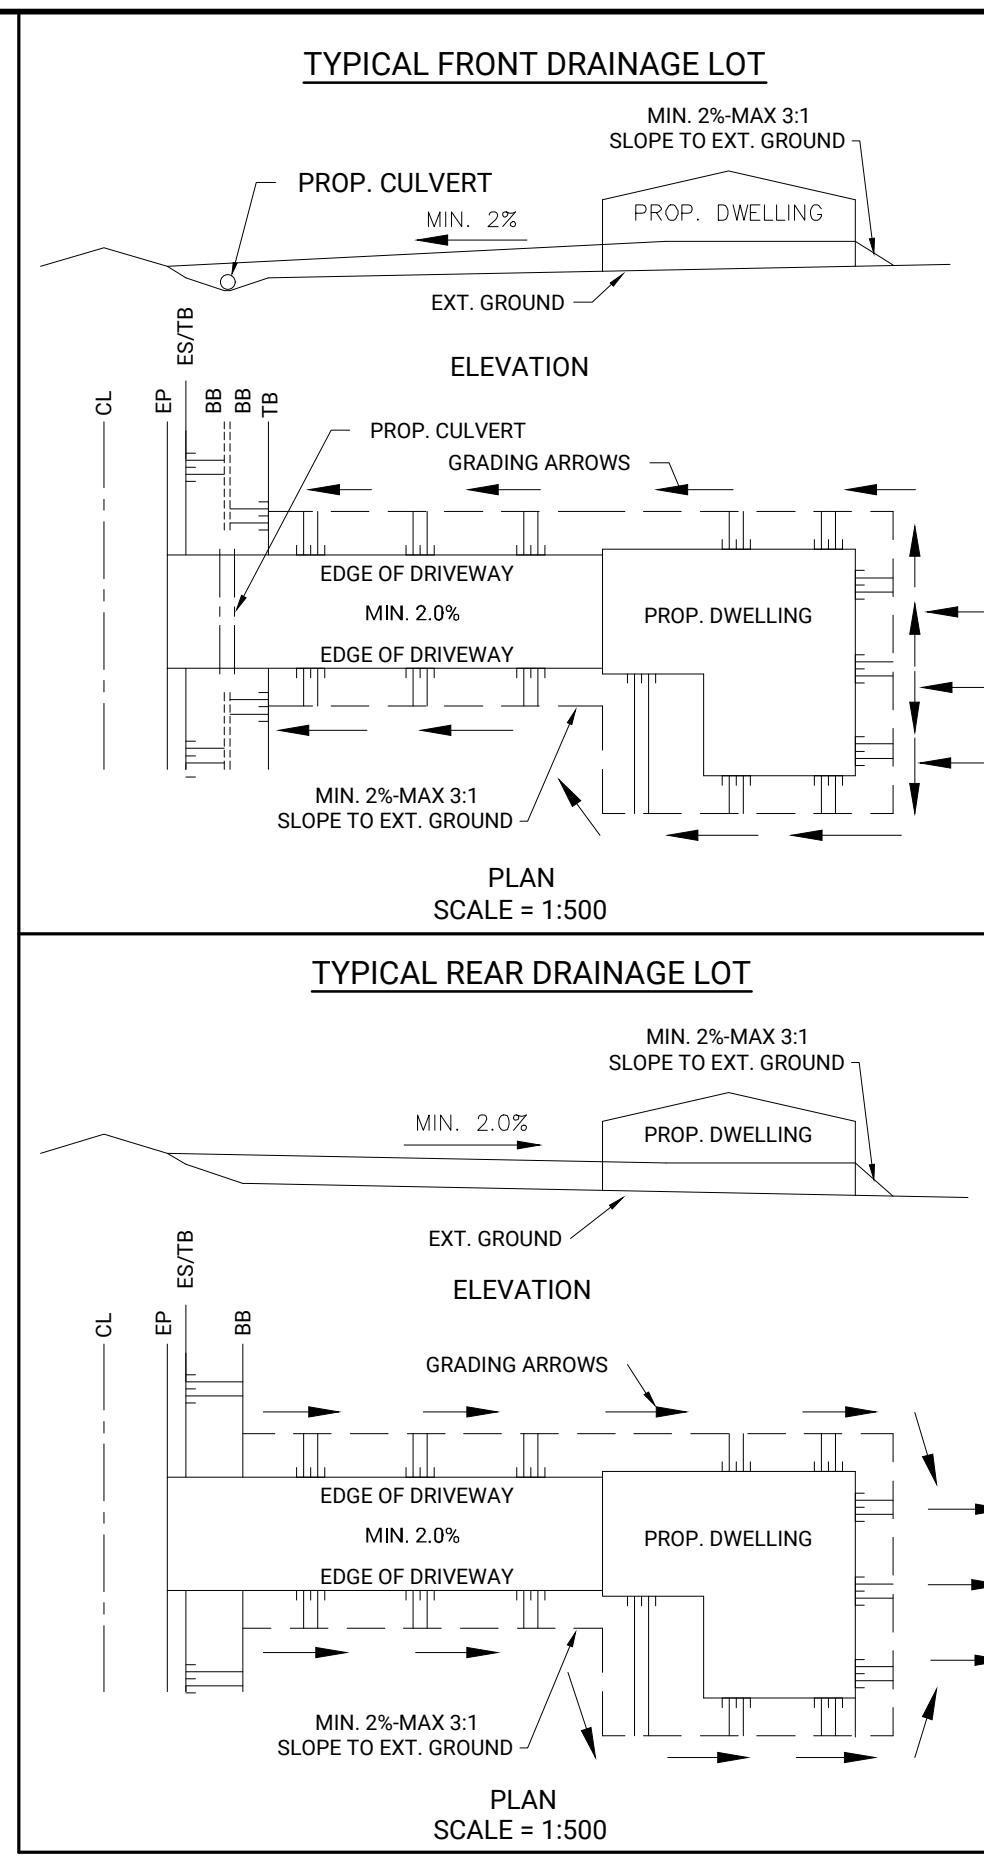 TYPICAL FRONT DRAINAGE LOT
MIN. 2%-MAX 3:1
SLOPE TO EXT. GROUND
PROP. CULVERT
MIN. 2%
PROP. DWELLING
EXT. GROUND
ELEVATION
CL
EP
ES/TB
BB
BB
TB
PROP. CULVERT
GRADING ARROWS
EDGE OF DRIVEWAY
MIN. 2.0%
EDGE OF DRIVEWAY
PROP. DWELLING
MIN. 2%-MAX 3:1
SLOPE TO EXT. GROUND
PLAN
SCALE = 1:500
TYPICAL REAR DRAINAGE LOT
MIN. 2%-MAX 3:1
SLOPE TO EXT. GROUND
MIN. 2.0%
PROP. DWELLING
EXT. GROUND
ELEVATION
CL
EP
ES/TB
BB
GRADING ARROWS
EDGE OF DRIVEWAY
MIN. 2.0%
EDGE OF DRIVEWAY
PROP. DWELLING
MIN. 2%-MAX 3:1
SLOPE TO EXT. GROUND
PLAN
SCALE = 1:500